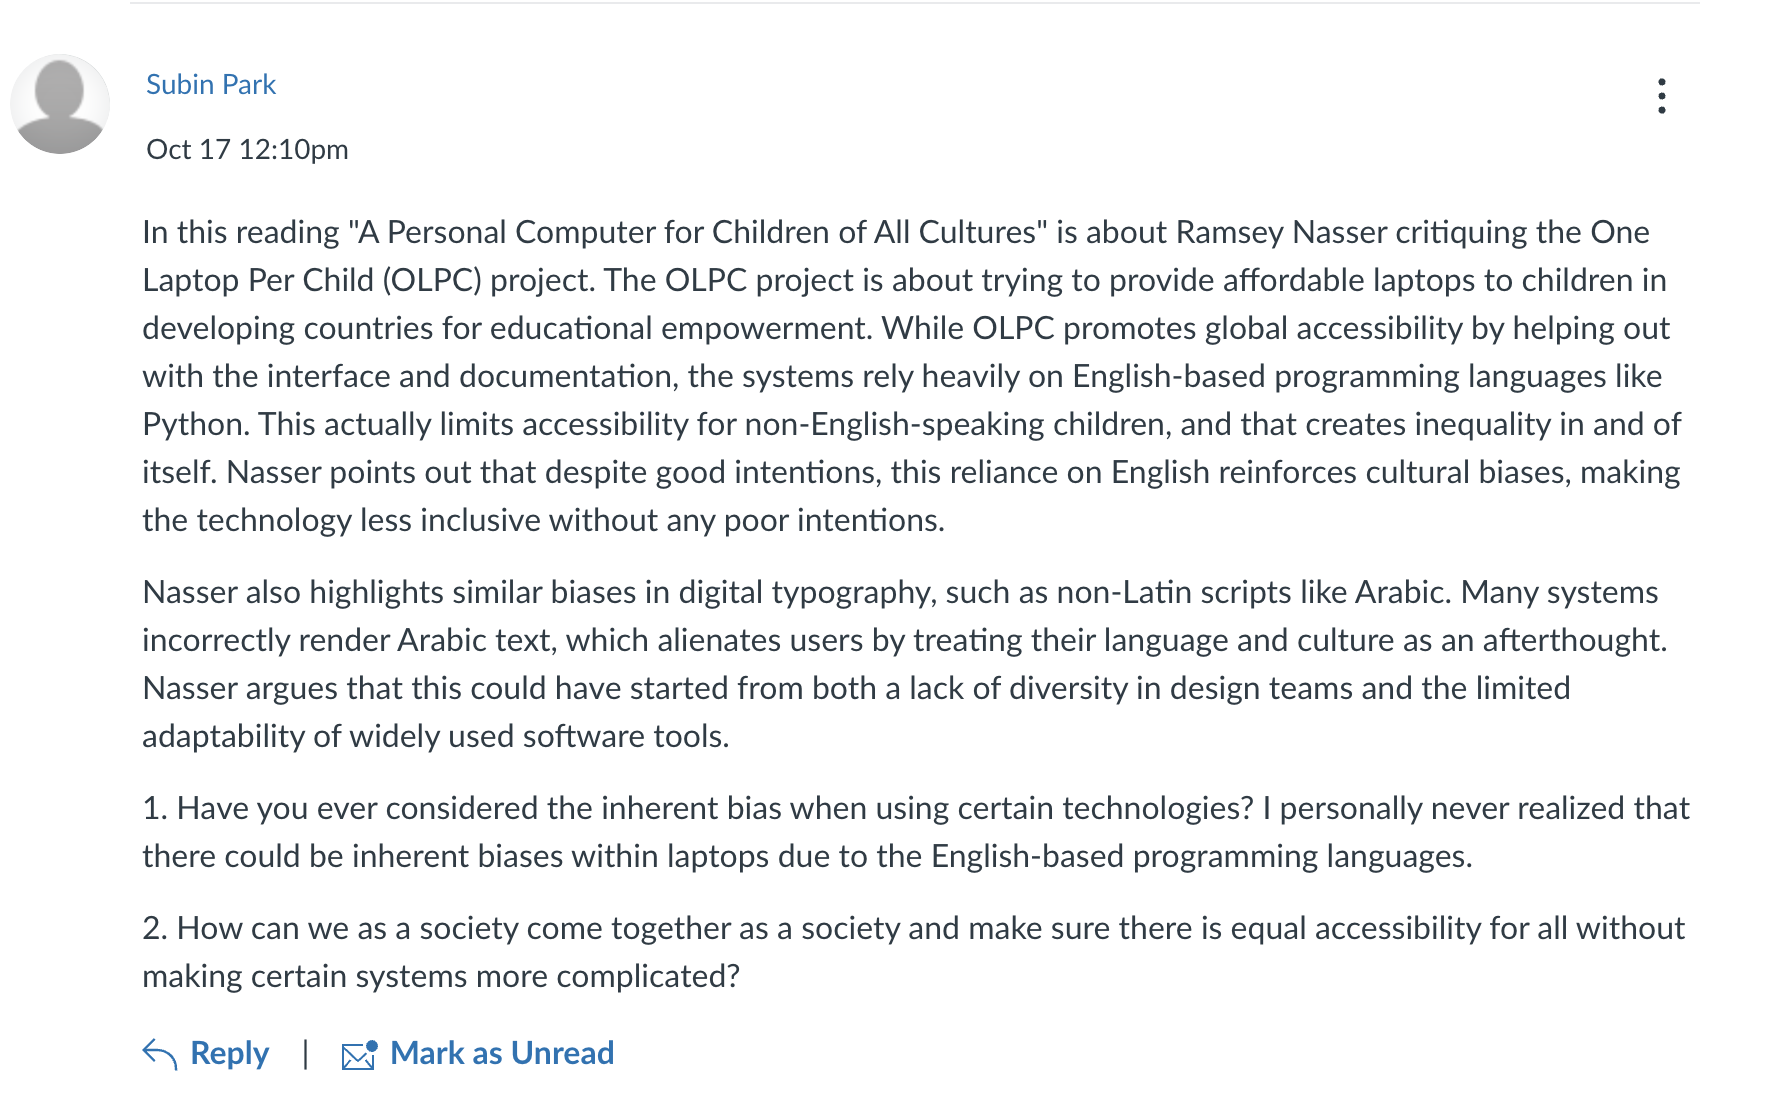 Subin Park
Oct 17 12:10pm
In this reading "A Personal Computer for Children of All Cultures" is about Ramsey Nasser critiquing the One
Laptop Per Child (OLPC) project. The OLPC project is about trying to provide affordable laptops to children in
developing countries for educational empowerment. While OLPC promotes global accessibility by helping out
with the interface and documentation, the systems rely heavily on English-based programming languages like
Python. This actually limits accessibility for non-English-speaking children, and that creates inequality in and of
itself. Nasser points out that despite good intentions, this reliance on English reinforces cultural biases, making
the technology less inclusive without any poor intentions.
Nasser also highlights similar biases in digital typography, such as non-Latin scripts like Arabic. Many systems
incorrectly render Arabic text, which alienates users by treating their language and culture as an afterthought.
Nasser argues that this could have started from both a lack of diversity in design teams and the limited
adaptability of widely used software tools.
1. Have you ever considered the inherent bias when using certain technologies? I personally never realized that
there could be inherent biases within laptops due to the English-based programming languages.
2. How can we as a society come together as a society and make sure there is equal accessibility for all without
making certain systems more complicated?
Reply | Mark as Unread